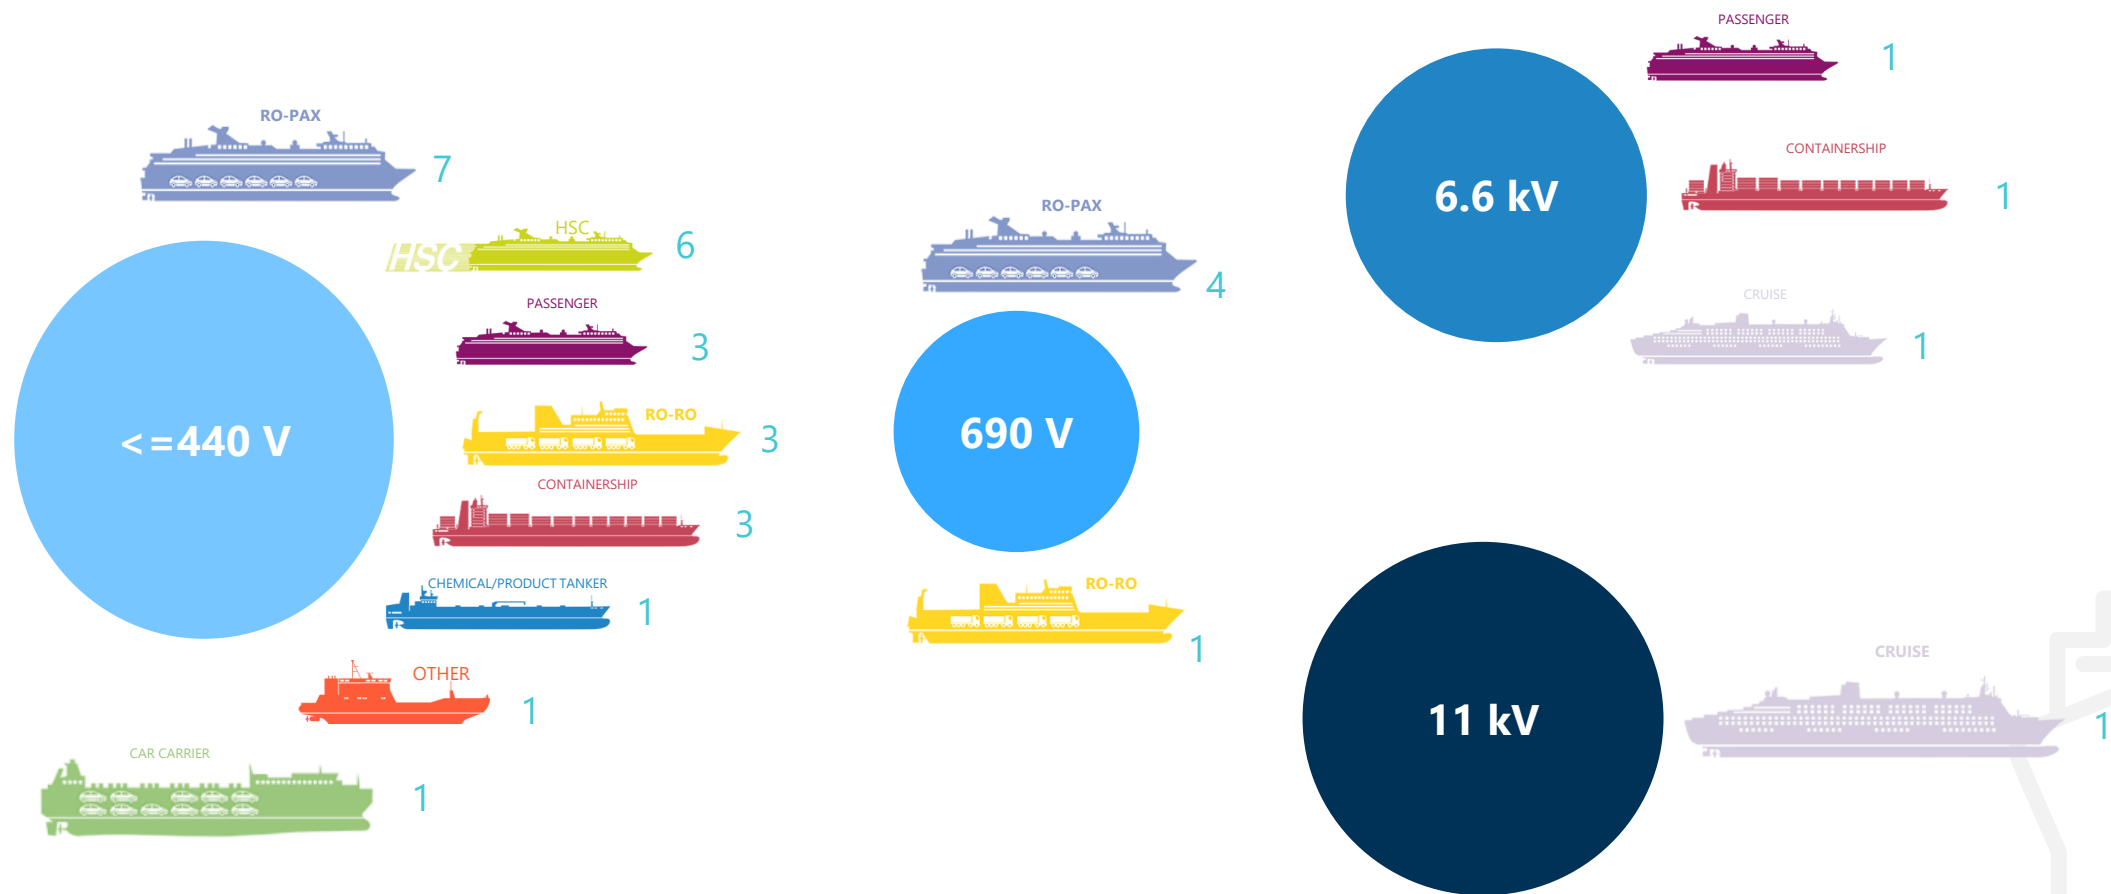 RO-PAX
7
HSC
HSC
6
PASSENGER
3
<=440 V
RO-RO
3
CONTAINERSHIP
3
CHEMICAL/PRODUCT TANKER
1
OTHER
1
CAR CARRIER
1
RO-PAX
4
690 V
RO-RO
1
PASSENGER
1
6.6 kV
CONTAINERSHIP
1
CRUISE
1
11 kV
CRUISE
1